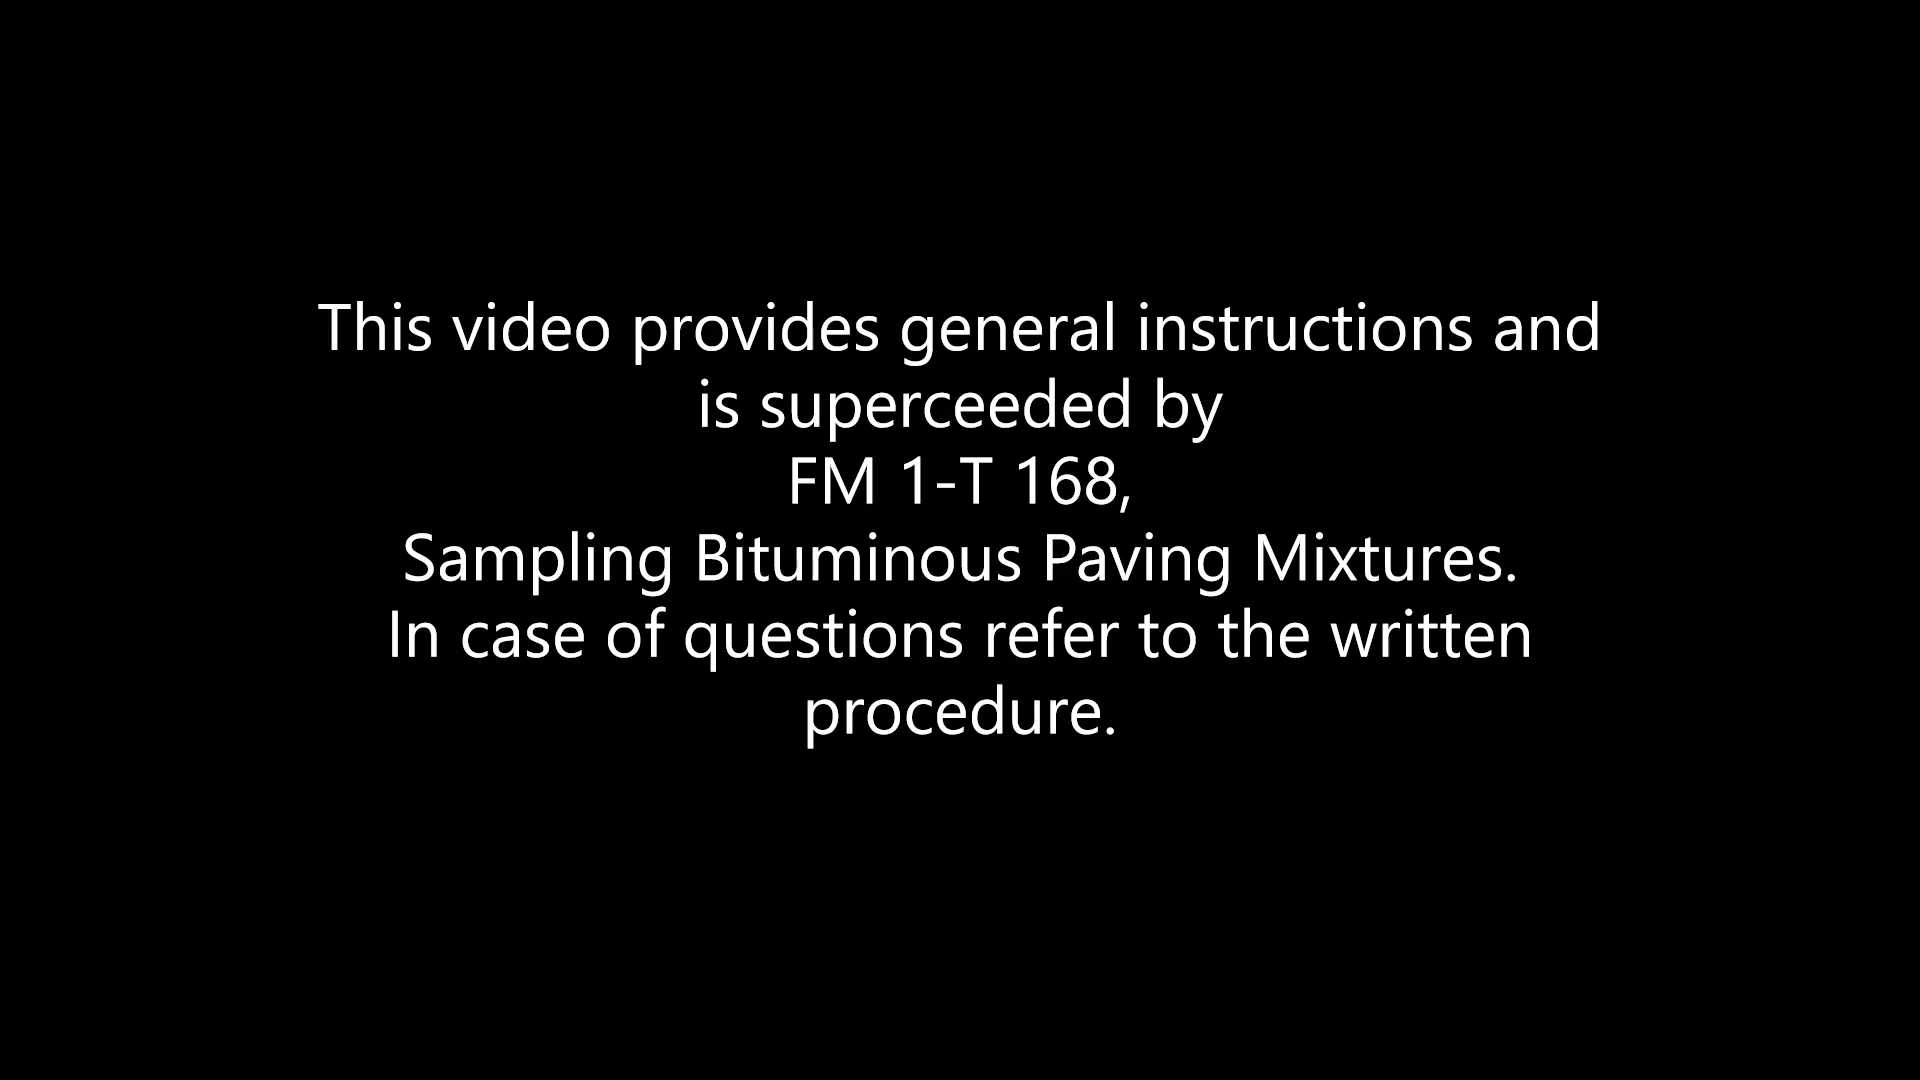 This video provides general instructions and
is superceeded by
FM 1-T 168,
Sampling Bituminous Paving Mixtures.
In case of questions refer to the written
procedure.